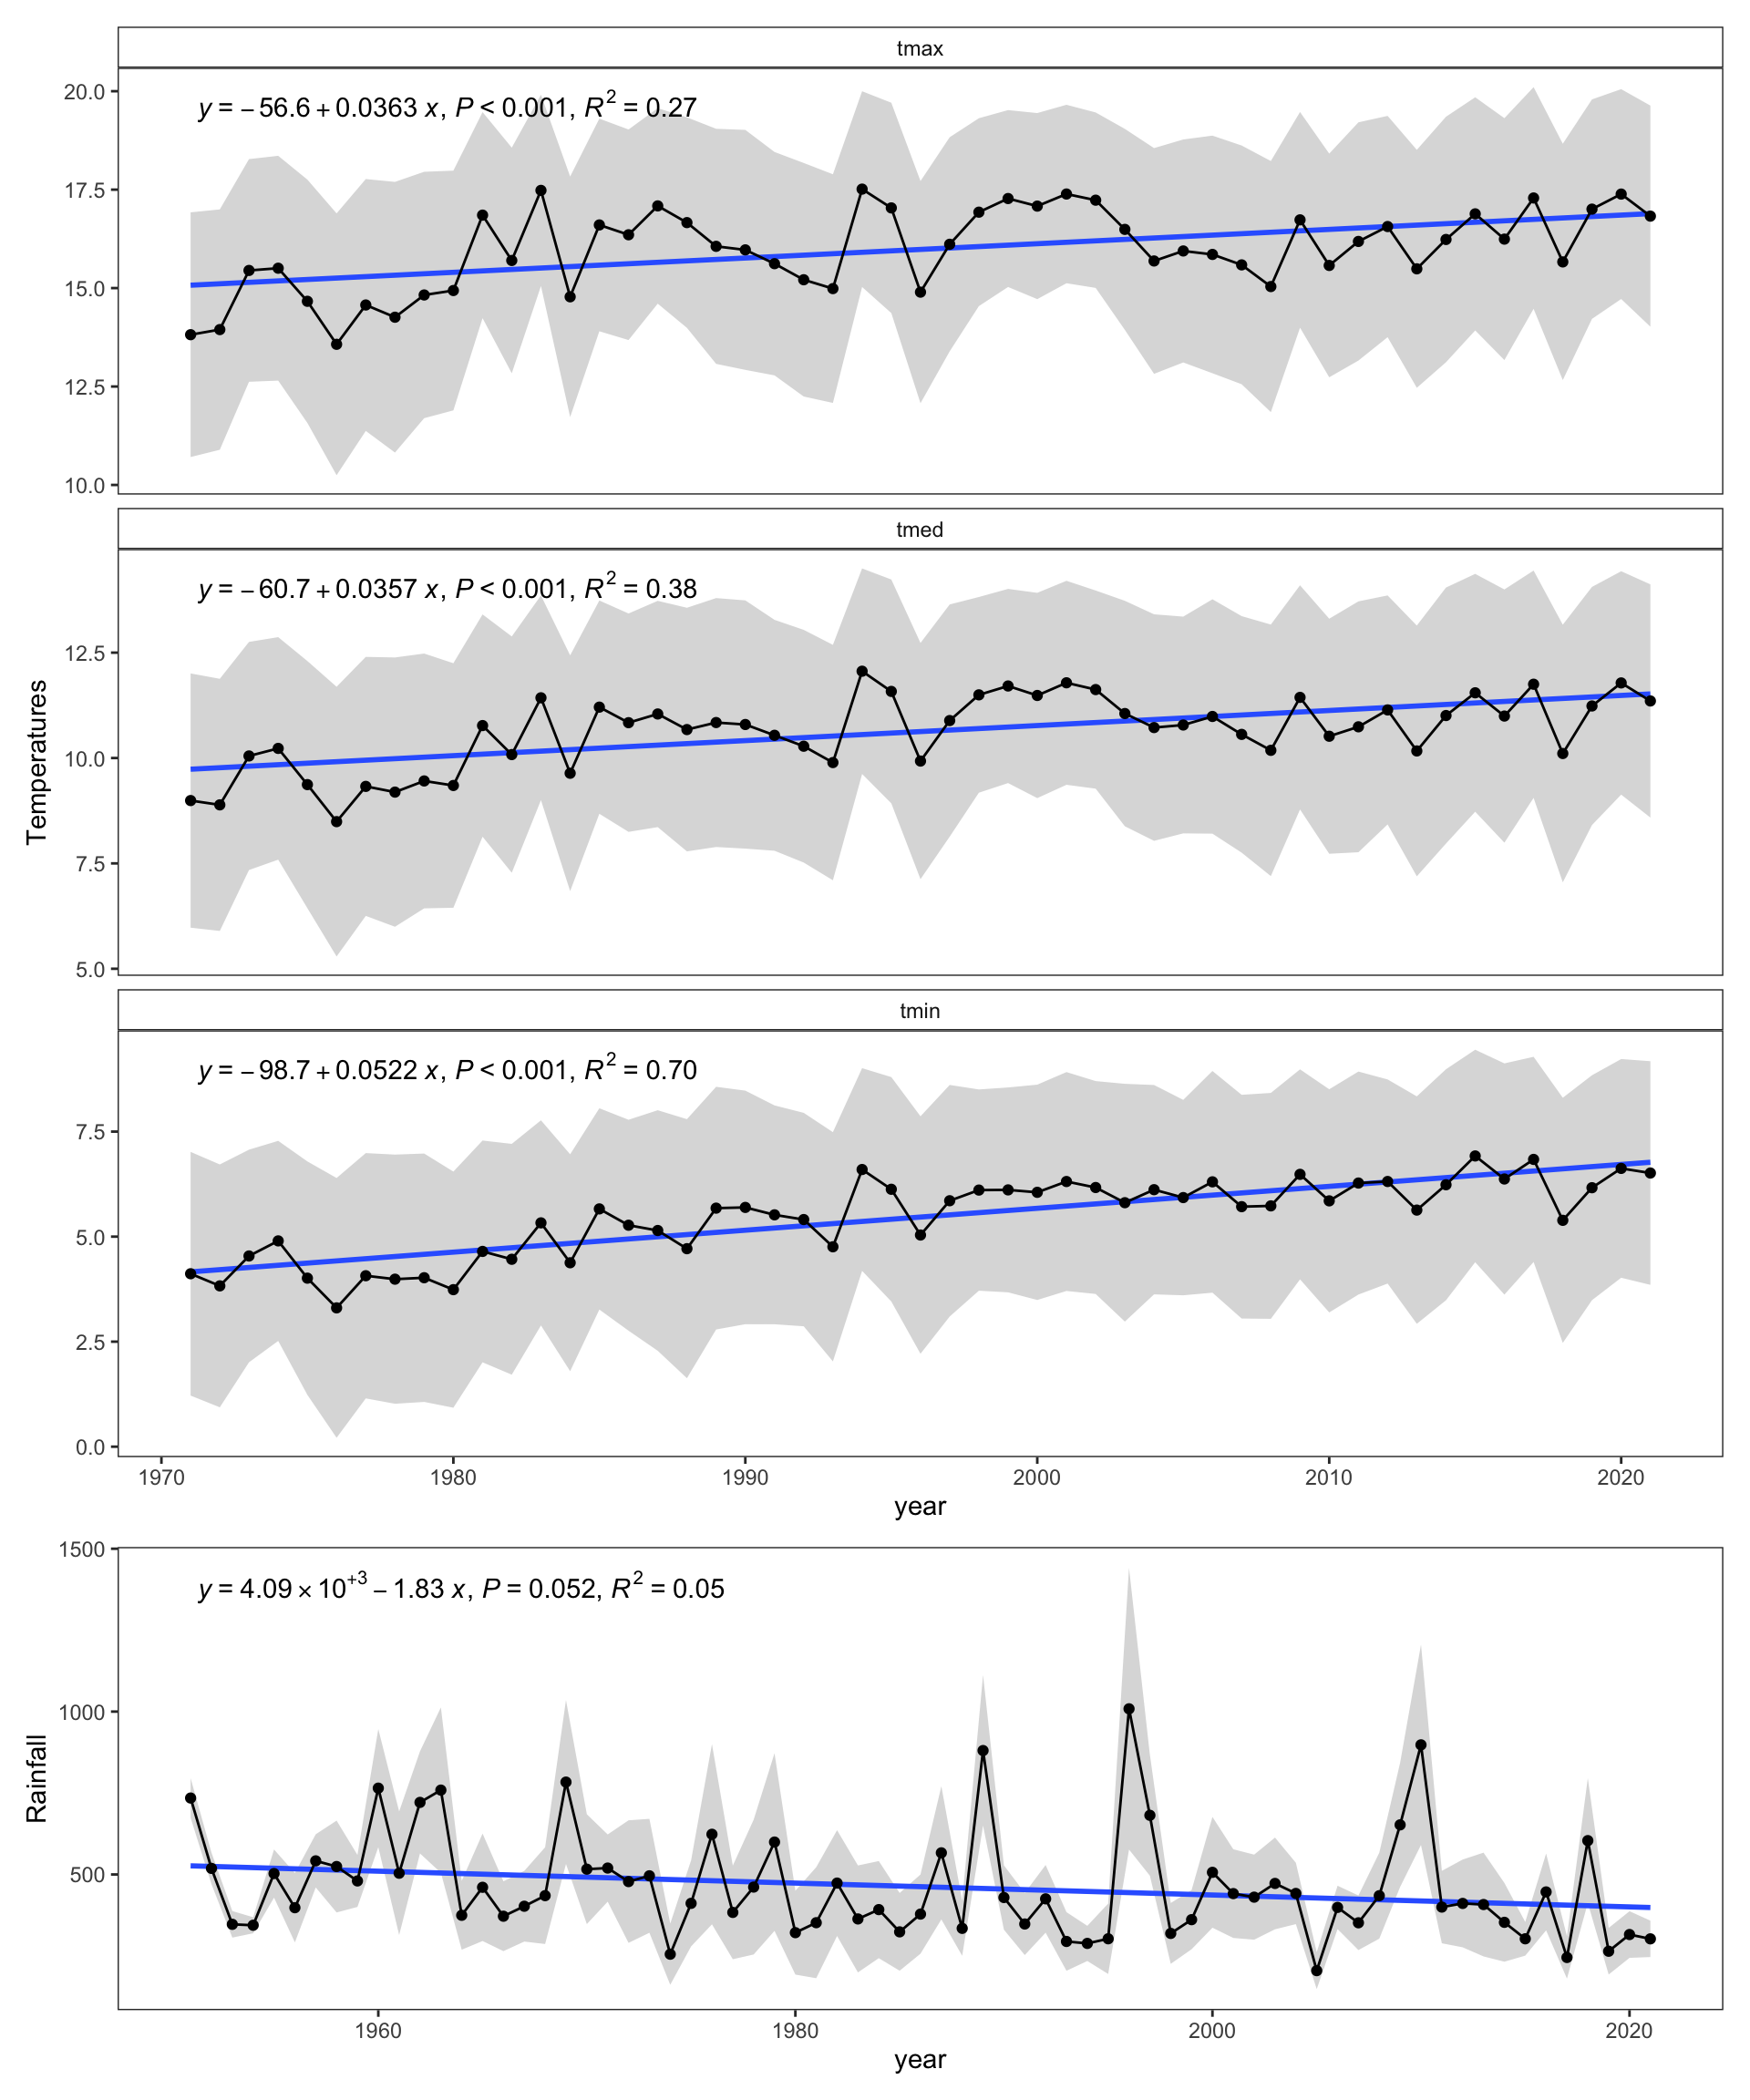 tmax
20.0
y = − 56.6 + 0.0363 x, P < 0.001, R² = 0.27
17.5
15.0
12.5
10.0
tmed
y = − 60.7 + 0.0357 x, P < 0.001, R² = 0.38
12.5
10.0
7.5
5.0
Temperatures
tmin
y = − 98.7 + 0.0522 x, P < 0.001, R² = 0.70
7.5
5.0
2.5
0.0
1970 1980 1990 2000 2010 2020
year
1500
y = 4.09 × 10⁺³ − 1.83 x, P = 0.052, R² = 0.05
1000
Rainfall
500
1960 1980 2000 2020
year